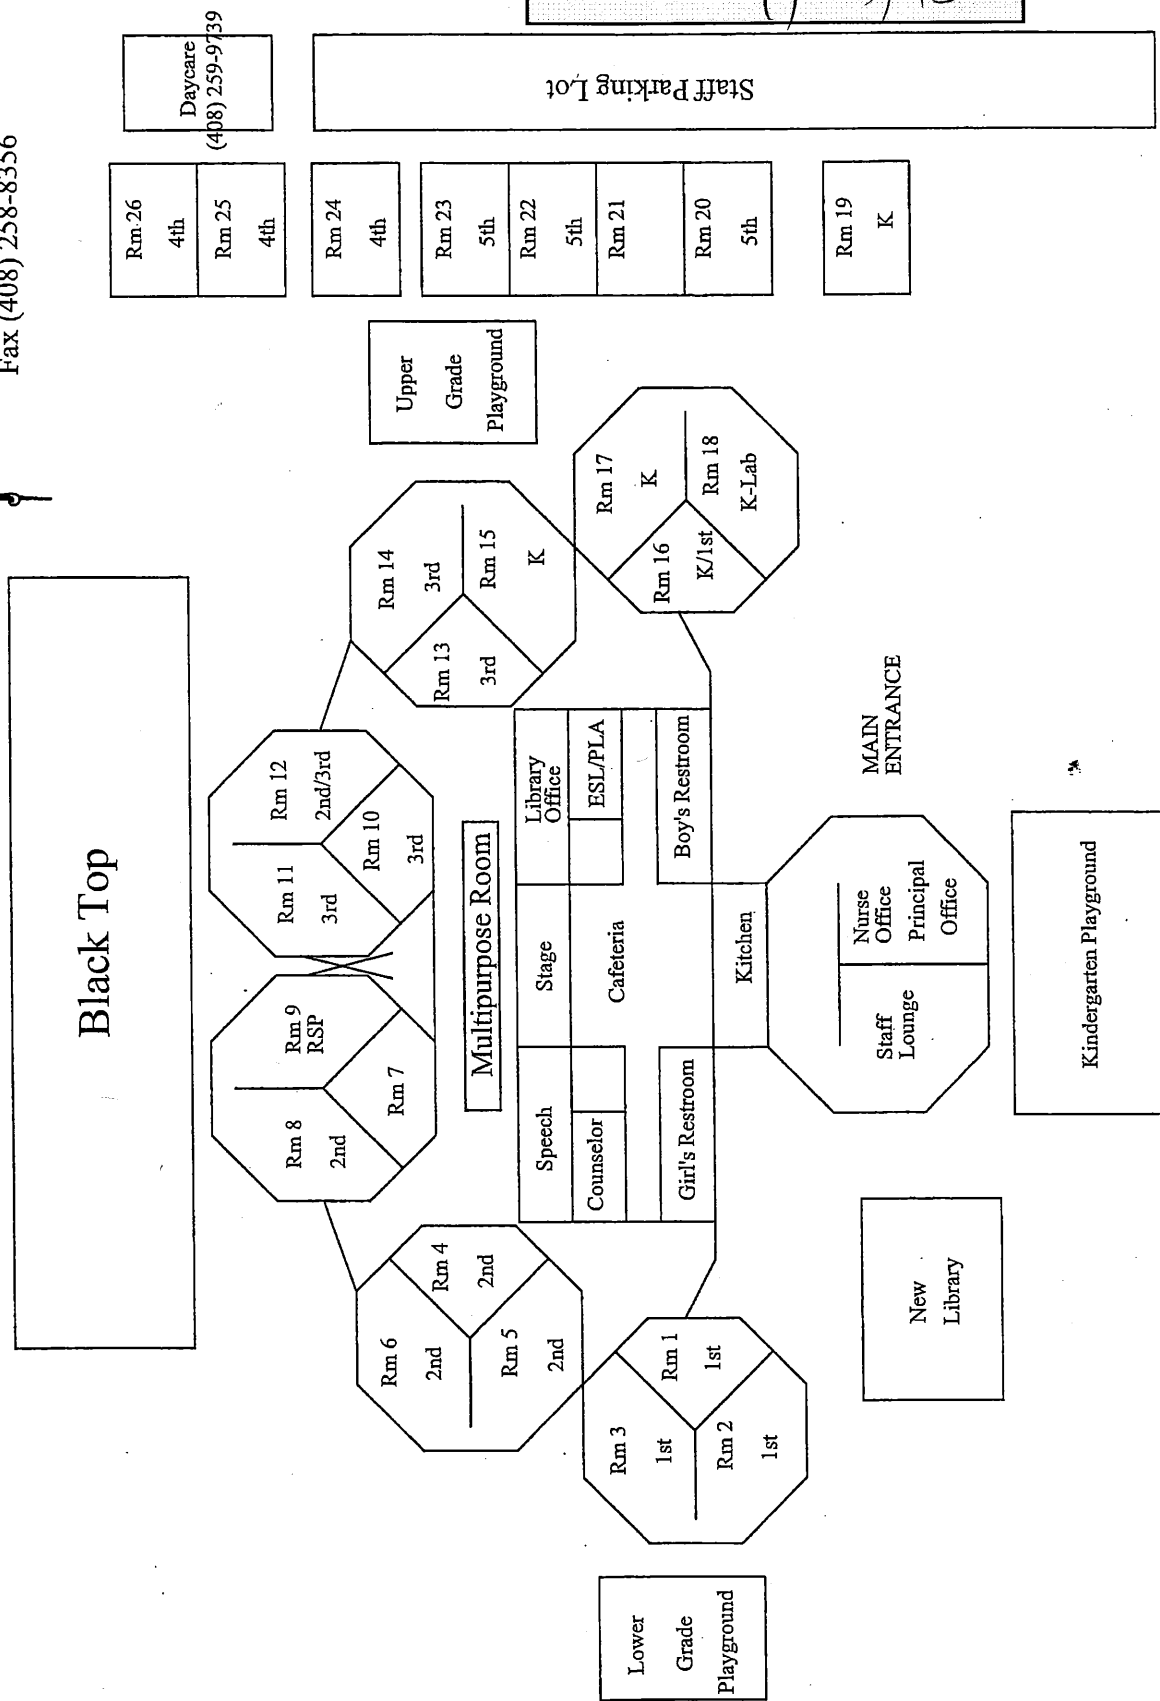 Fax (408) 258-8356
Daycare
(408) 259-9739
Staff Parking Lot
Rm 26
4th
Rm 25
4th
Rm 24
4th
Rm 23
5th
Rm 22
5th
Rm 21
Rm 20
5th
Rm 19
K
Upper
Grade
Playground
Black Top
Rm 14
3rd
Rm 13
3rd
Rm 15
K
Rm 17
K
Rm 16
K/1st
Rm 18
K-Lab
Rm 12
2nd/3rd
Rm 11
3rd
Rm 10
3rd
Rm 9
RSP
Rm 8
2nd
Rm 7
Multipurpose Room
Library
Office
ESL/PLA
Boy's Restroom
Stage
Cafeteria
Kitchen
Speech
Counselor
Girl's Restroom
MAIN
ENTRANCE
Nurse
Office
Principal
Office
Staff
Lounge
Kindergarten Playground
Rm 6
2nd
Rm 4
2nd
Rm 5
2nd
Rm 3
1st
Rm 1
1st
Rm 2
1st
New
Library
Lower
Grade
Playground